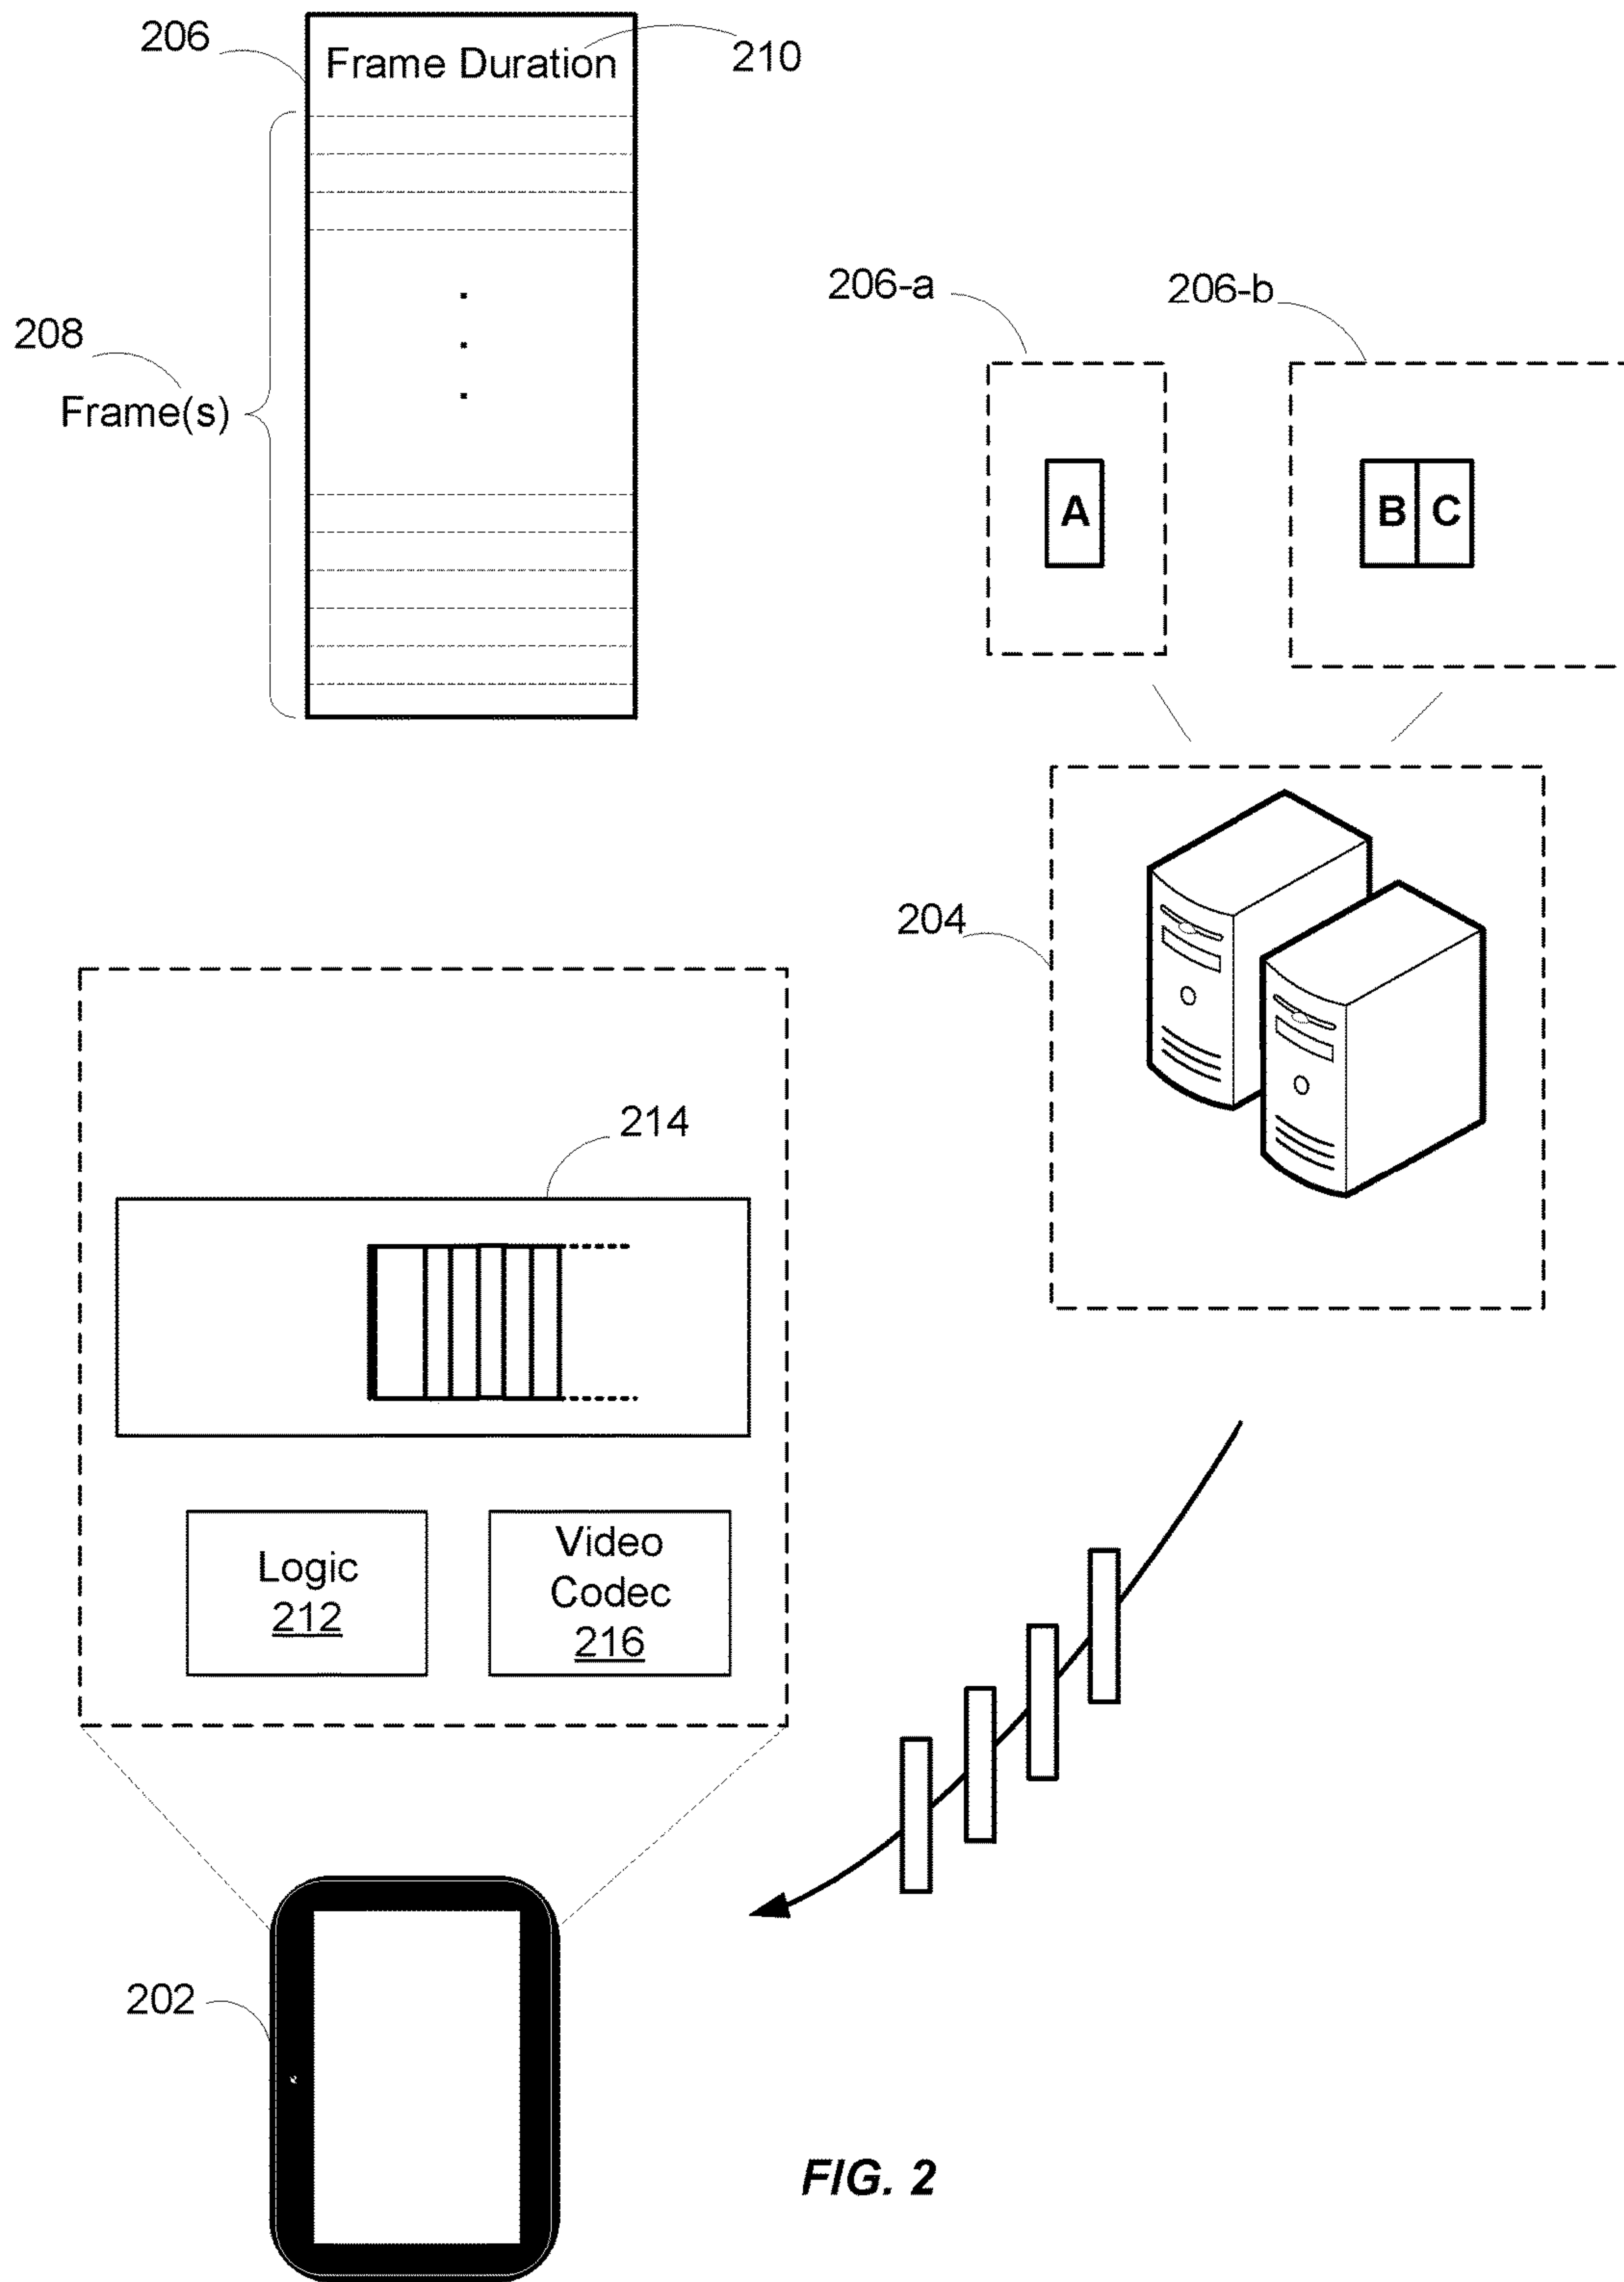 206
Frame Duration
210
208
Frame(s)
206-a
206-b
A
B C
204
214
Logic
212
Video
Codec
216
202
FIG. 2